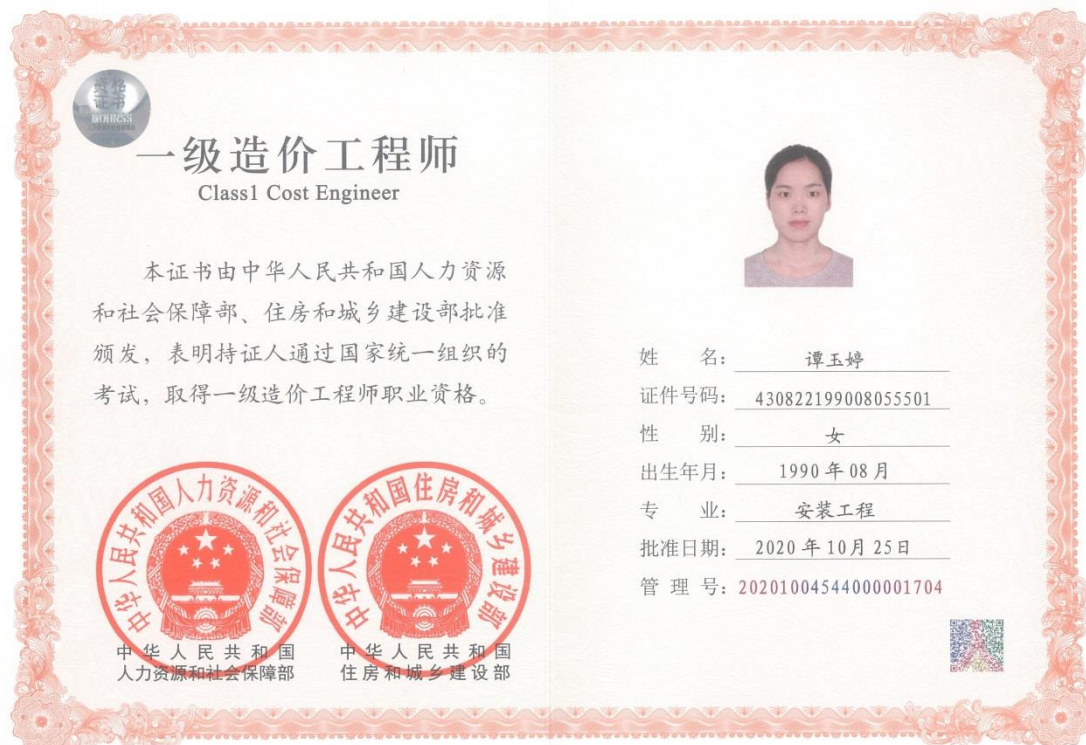 资格
证书
MOHRSS
一级造价工程师
Class1 Cost Engineer
本证书由中华人民共和国人力资源
和社会保障部、住房和城乡建设部批准
颁发，表明持证人通过国家统一组织的
考试，取得一级造价工程师职业资格。
中华人民共和国人力资源和社会保障部
中华人民共和国住房和城乡建设部
中华人民共和国
人力资源和社会保障部
中华人民共和国
住房和城乡建设部
姓 名：谭玉婷
证件号码：430822199008055501
性 别：女
出生年月：1990年08月
专 业：安装工程
批准日期：2020年10月25日
管 理 号：20201004544000001704